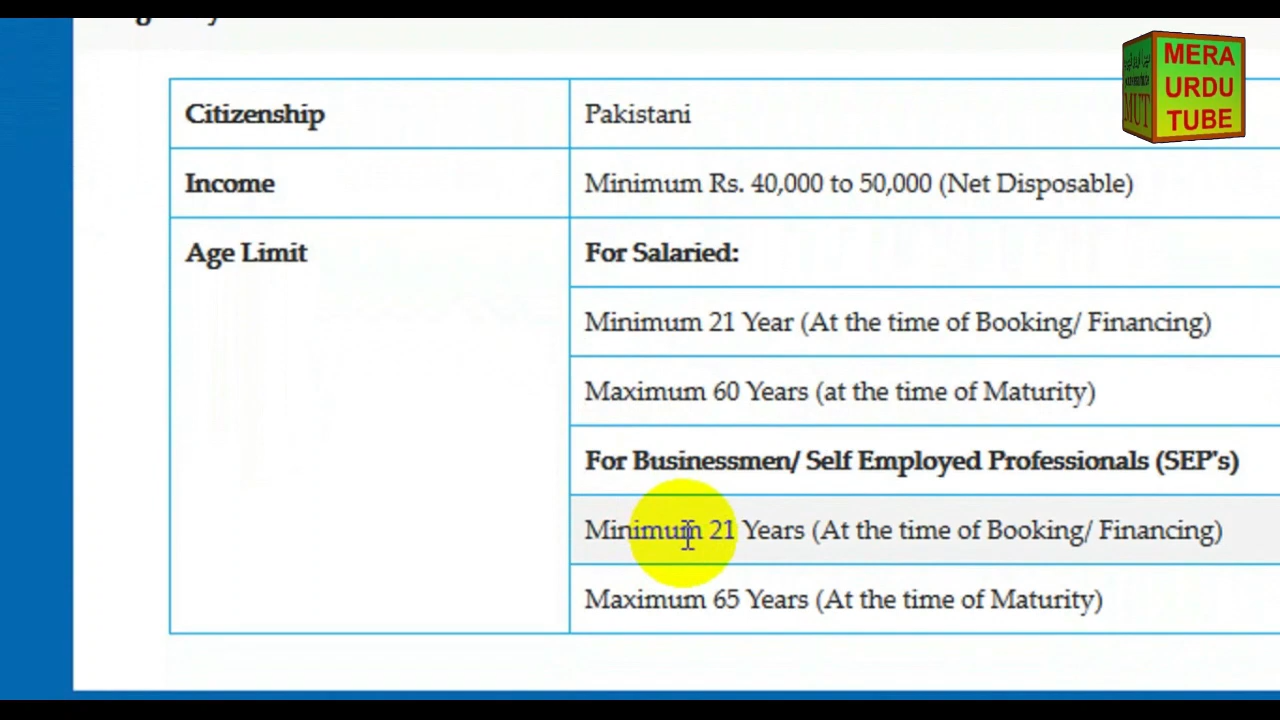 MERA
URDU
TUBE
MUT
Citizenship
Pakistani
Income
Minimum Rs. 40,000 to 50,000 (Net Disposable)
Age Limit
For Salaried:
Minimum 21 Year (At the time of Booking/ Financing)
Maximum 60 Years (at the time of Maturity)
For Businessmen/ Self Employed Professionals (SEP's)
Minimum 21 Years (At the time of Booking/ Financing)
Maximum 65 Years (At the time of Maturity)